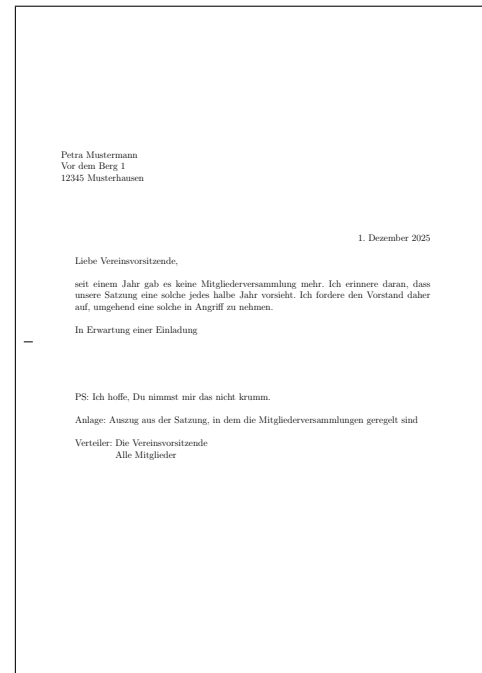 Petra Mustermann
Vor dem Berg 1
12345 Musterhausen
1. Dezember 2025
Liebe Vereinsvorsitzende,
seit einem Jahr gab es keine Mitgliederversammlung mehr. Ich erinnere daran, dass
unsere Satzung eine solche jedes halbe Jahr vorsieht. Ich fordere den Vorstand daher
auf, umgehend eine solche in Angriff zu nehmen.
In Erwartung einer Einladung
PS: Ich hoffe, Du nimmst mir das nicht krumm.
Anlage: Auszug aus der Satzung, in dem die Mitgliederversammlungen geregelt sind
Verteiler: Die Vereinsvorsitzende
Alle Mitglieder